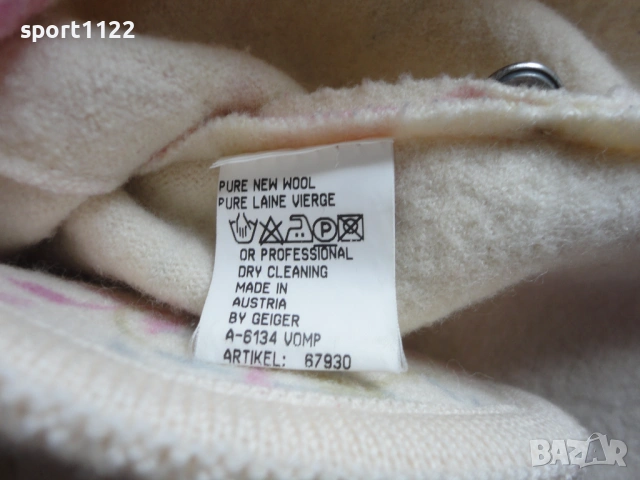 sport1122
PURE NEW WOOL
PURE LAINE VIERGE
P
OR PROFESSIONAL
DRY CLEANING
MADE IN
AUSTRIA
BY GEIGER
A-6134 VOMP
ARTIKEL: 67930
BAZAR